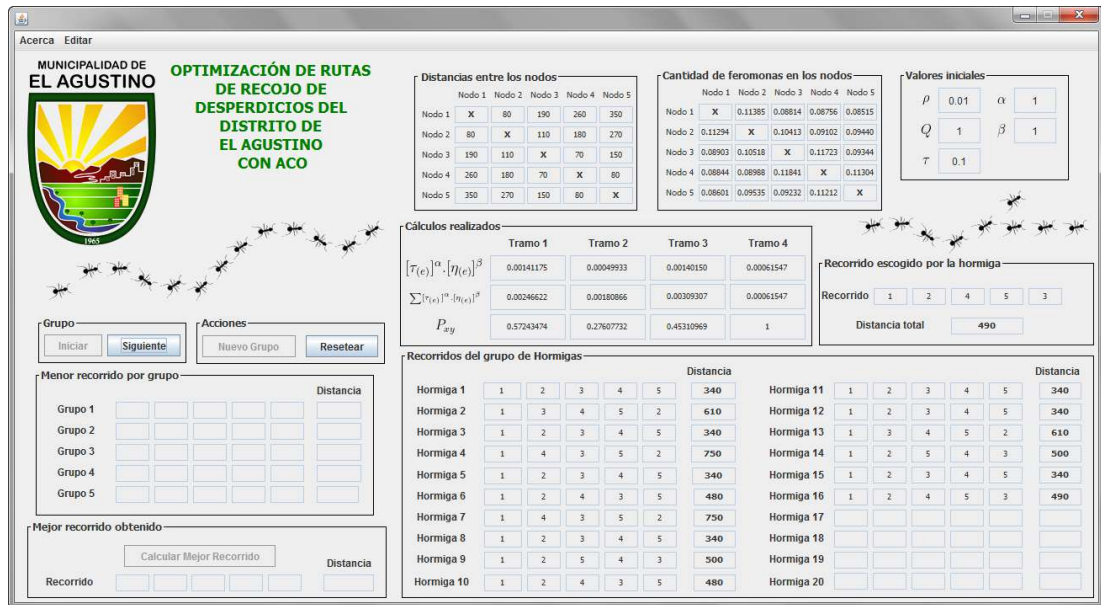 Acerca Editar
MUNICIPALIDAD DE
EL AGUSTINO
1965
OPTIMIZACIÓN DE RUTAS
DE RECOJO DE
DESPERDICIOS DEL
DISTRITO DE
EL AGUSTINO
CON ACO
Distancias entre los nodos
Nodo 1 Nodo 2 Nodo 3 Nodo 4 Nodo 5
Nodo 1 X 80 190 260 350
Nodo 2 80 X 110 180 270
Nodo 3 190 110 X 70 150
Nodo 4 260 180 70 X 80
Nodo 5 350 270 150 80 X
Cantidad de feromonas en los nodos
Nodo 1 Nodo 2 Nodo 3 Nodo 4 Nodo 5
Nodo 1 X 0.11385 0.08814 0.08756 0.08515
Nodo 2 0.11294 X 0.10413 0.09102 0.09440
Nodo 3 0.08903 0.10518 X 0.11723 0.09344
Nodo 4 0.08844 0.08988 0.11841 X 0.11304
Nodo 5 0.08601 0.09535 0.09232 0.11212 X
Valores iniciales
ρ 0.01 α 1
Q 1 β 1
τ 0.1
Cálculos realizados
Tramo 1 Tramo 2 Tramo 3 Tramo 4
[τ(e)]^α.[η(e)]^β 0.00141175 0.00049933 0.00140150 0.00061547
∑[τ(e)]^α.[η(e)]^β 0.00246622 0.00180866 0.00309307 0.00061547
Pxy 0.57243474 0.27607732 0.45310969 1
Recorrido escogido por la hormiga
Recorrido 1 2 4 5 3
Distancia total 490
Grupo
Iniciar Siguiente
Acciones
Nuevo Grupo Resetear
Menor recorrido por grupo
Distancia
Grupo 1
Grupo 2
Grupo 3
Grupo 4
Grupo 5
Mejor recorrido obtenido
Calcular Mejor Recorrido
Distancia
Recorrido
Recorridos del grupo de Hormigas
Distancia
Hormiga 1 1 2 3 4 5 340
Hormiga 2 1 3 4 5 2 610
Hormiga 3 1 2 3 4 5 340
Hormiga 4 1 4 3 5 2 750
Hormiga 5 1 2 3 4 5 340
Hormiga 6 1 2 4 3 5 480
Hormiga 7 1 4 3 5 2 750
Hormiga 8 1 2 3 4 5 340
Hormiga 9 1 2 5 4 3 500
Hormiga 10 1 2 4 3 5 480
Distancia
Hormiga 11 1 2 3 4 5 340
Hormiga 12 1 2 3 4 5 340
Hormiga 13 1 3 4 5 2 610
Hormiga 14 1 2 5 4 3 500
Hormiga 15 1 2 3 4 5 340
Hormiga 16 1 2 4 5 3 490
Hormiga 17
Hormiga 18
Hormiga 19
Hormiga 20